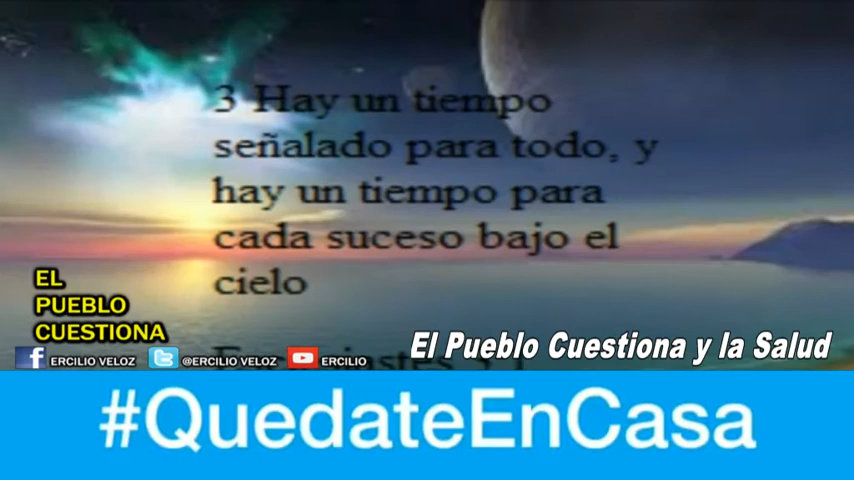 3 Hay un tiempo
señalado para todo, y
hay un tiempo para
cada suceso bajo el
cielo
EL
PUEBLO
CUESTIONA
El Pueblo Cuestiona y la Salud
ERCILIO VELOZ
@ERCILIO VELOZ
ERCILIO
#QuedateEnCasa